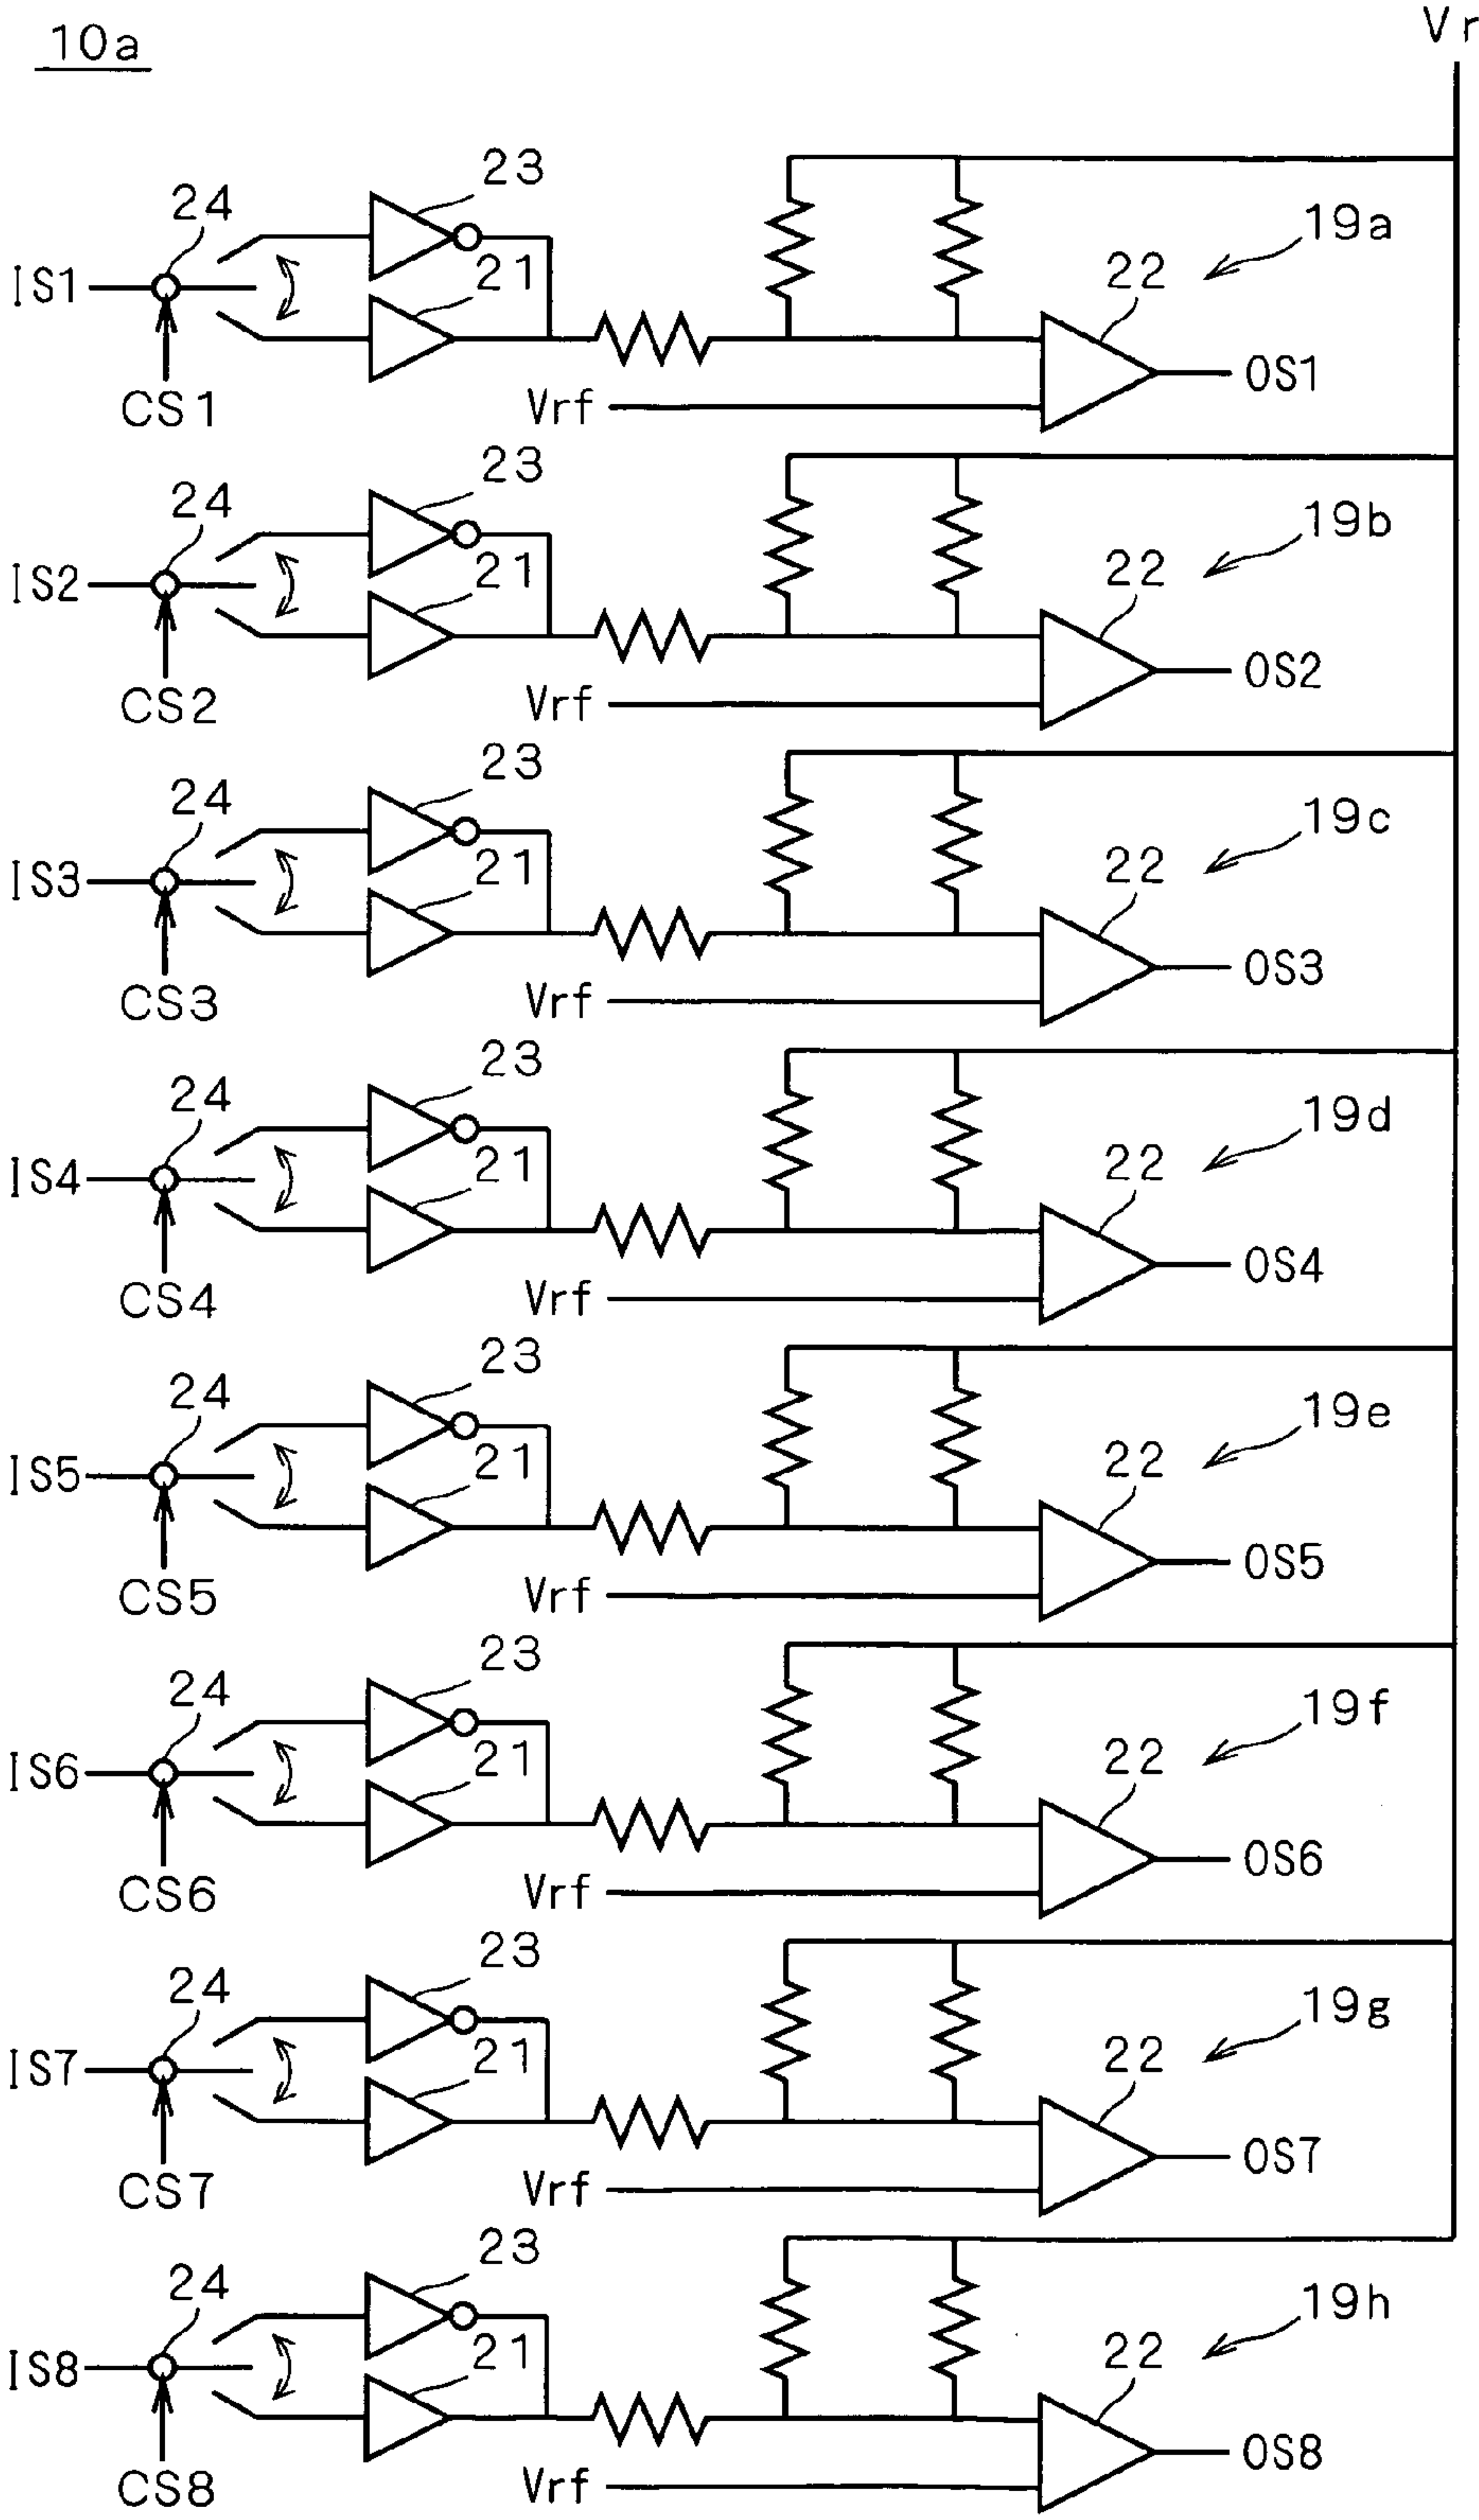 10a
Vr
23
24
19a
21
22
IS1
OS1
CS1
Vrf
23
24
19b
21
22
IS2
OS2
CS2
Vrf
23
24
19c
21
22
IS3
OS3
CS3
Vrf
23
24
19d
21
22
IS4
OS4
CS4
Vrf
23
24
19e
21
22
IS5
OS5
CS5
Vrf
23
24
19f
21
22
IS6
OS6
CS6
Vrf
23
24
19g
21
22
IS7
OS7
CS7
Vrf
23
24
19h
21
22
IS8
OS8
CS8
Vrf